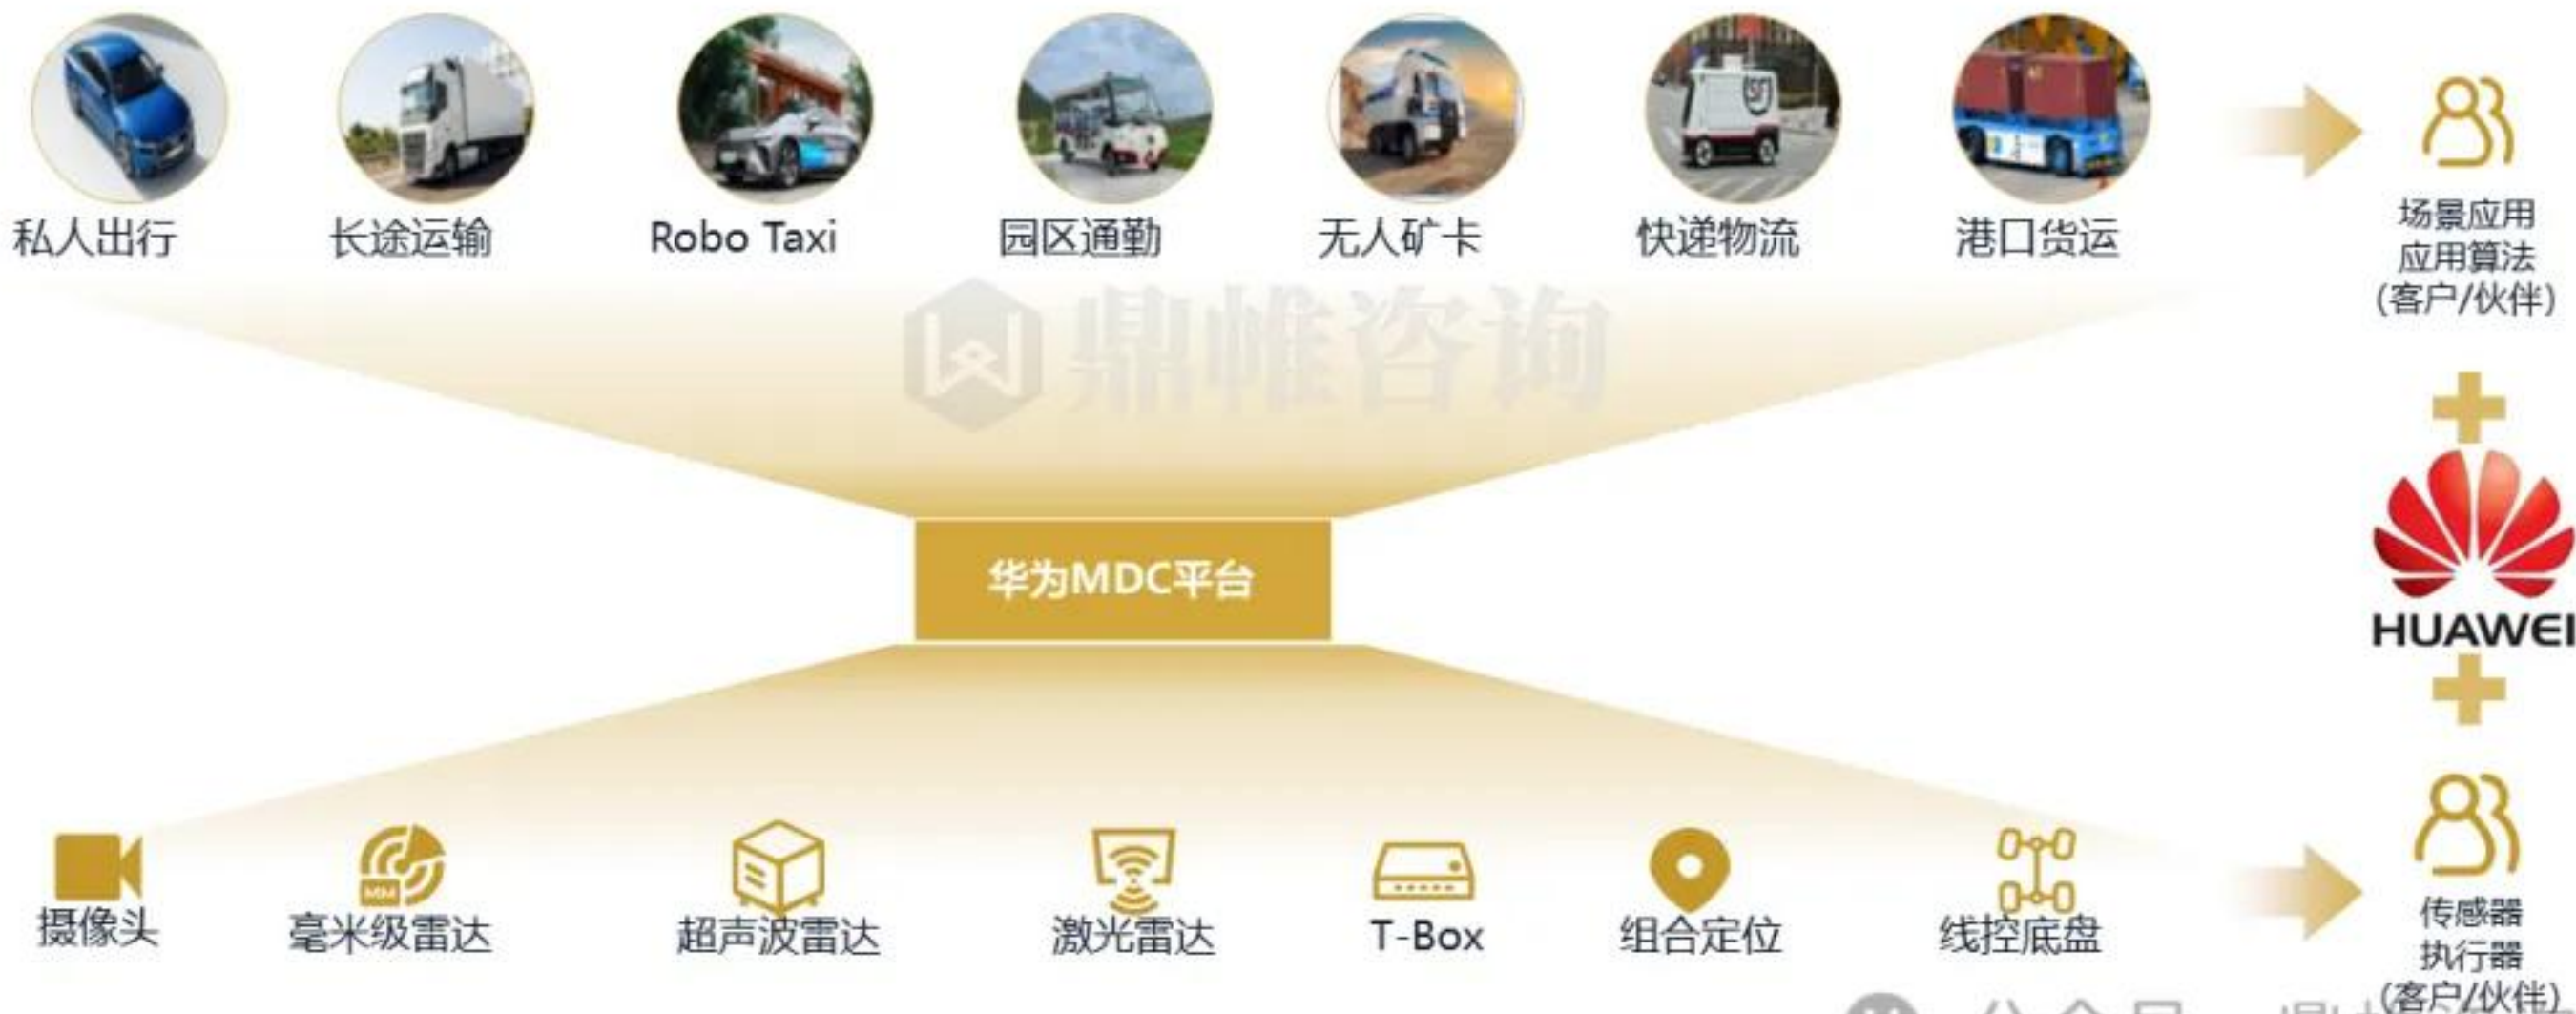 私人出行
长途运输
Robo Taxi
园区通勤
无人矿卡
快递物流
港口货运
场景应用
应用算法
(客户/伙伴)
鼎帷咨询
华为MDC平台
HUAWEI
MM
摄像头
毫米级雷达
超声波雷达
激光雷达
T-Box
组合定位
线控底盘
传感器
执行器
(客户/伙伴)